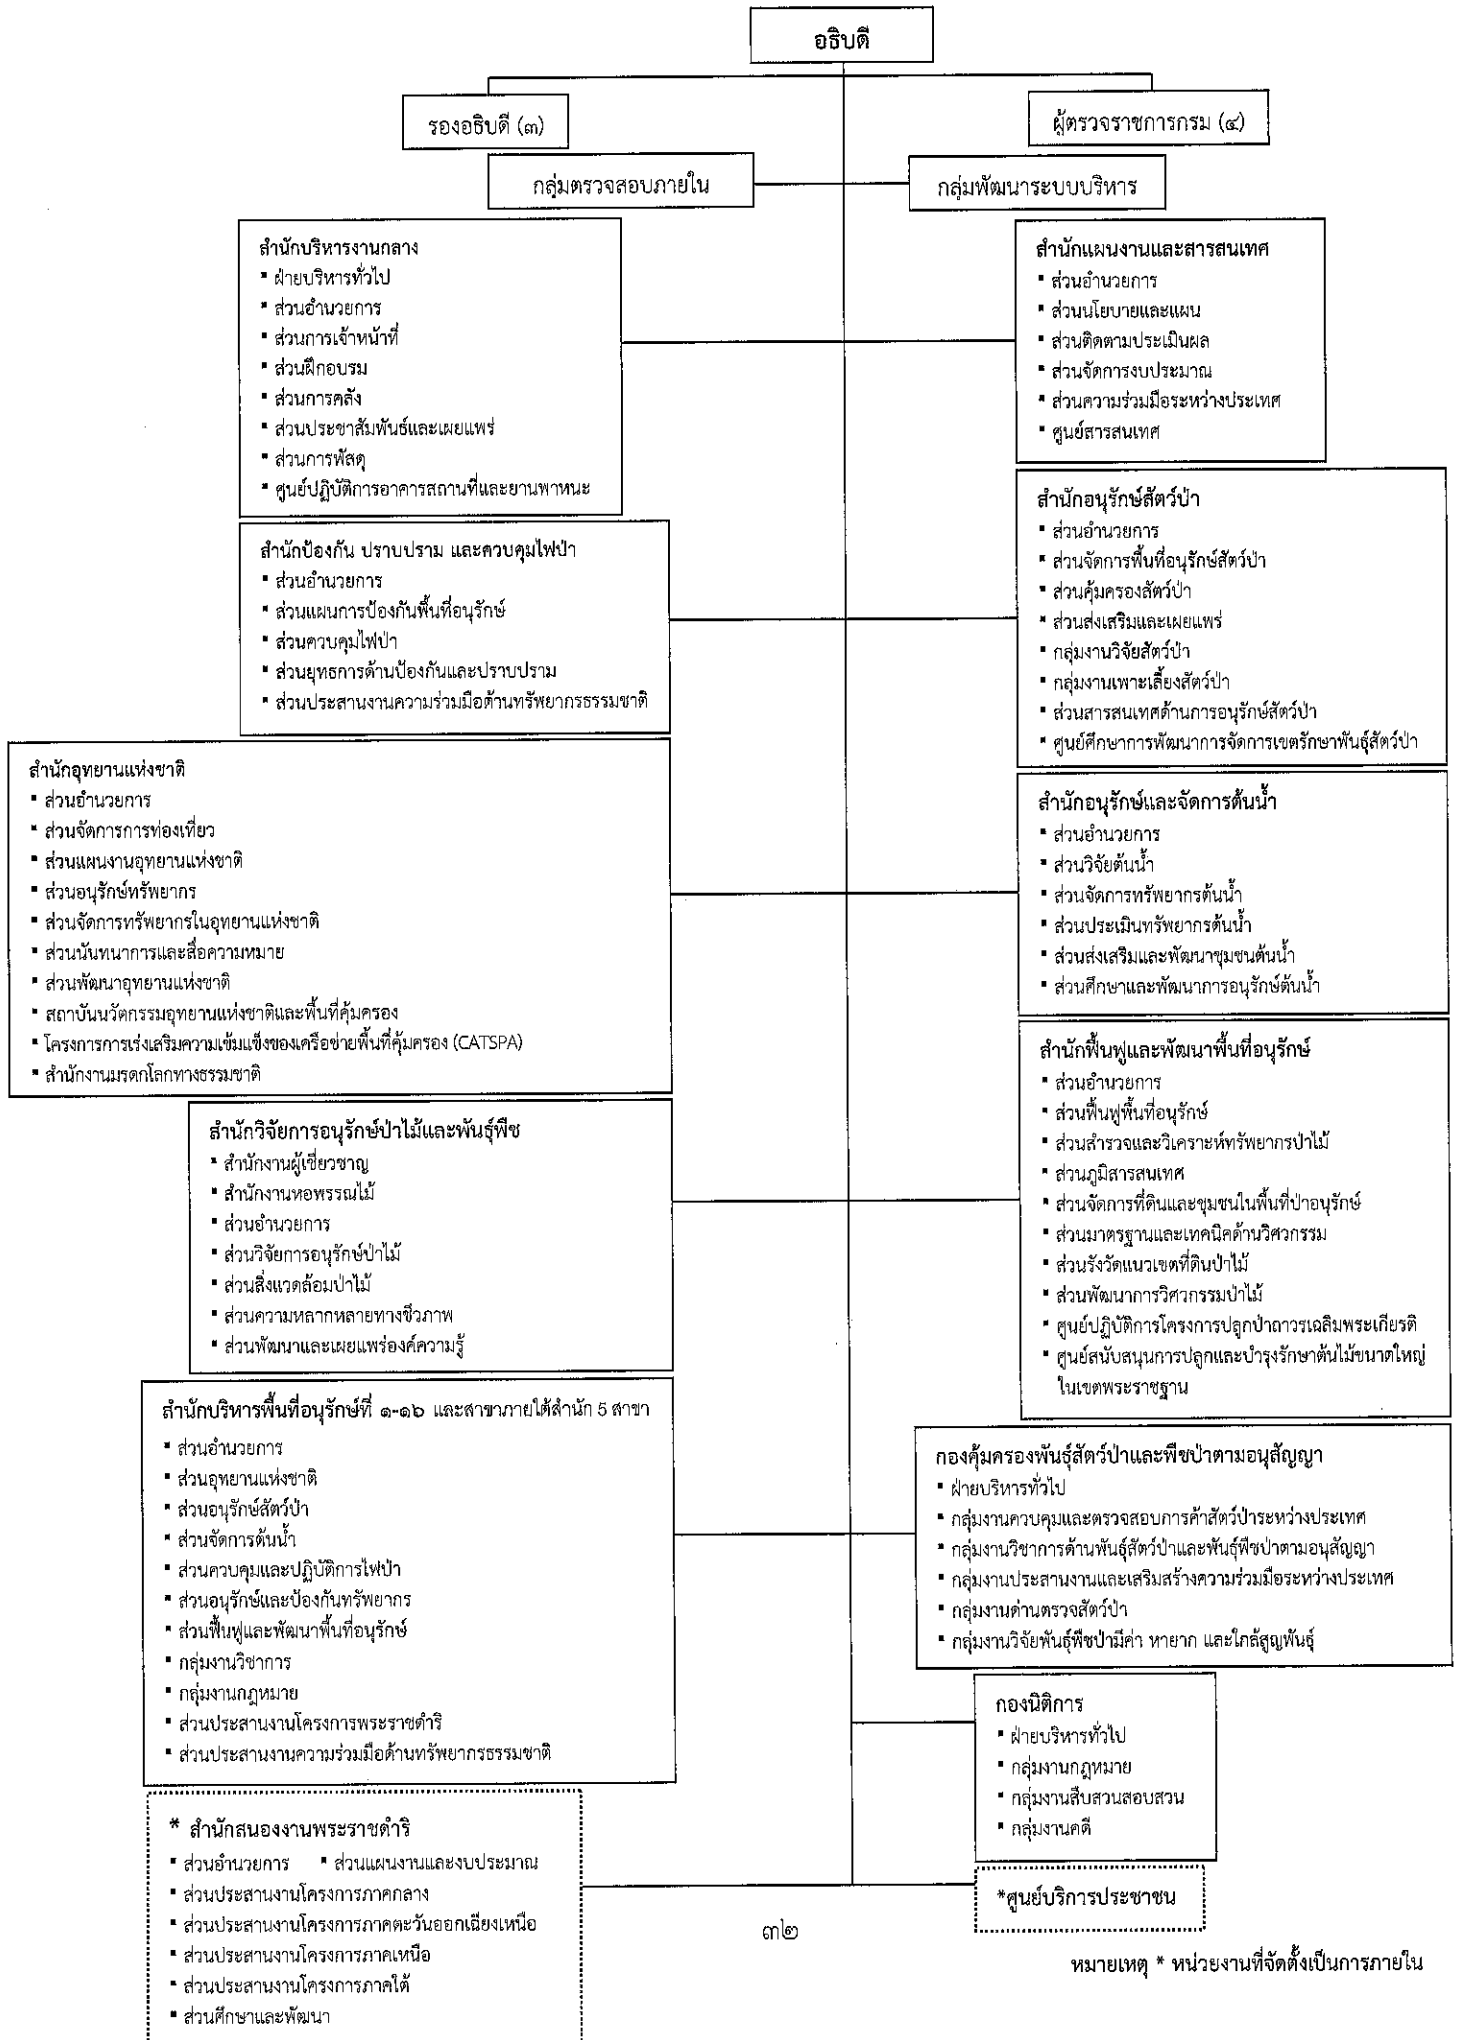 อธิบดี
รองอธิบดี (๓)
ผู้ตรวจราชการกรม (๔)
กลุ่มตรวจสอบภายใน
กลุ่มพัฒนาระบบบริหาร
สำนักบริหารงานกลาง
▪ ฝ่ายบริหารทั่วไป
▪ ส่วนอำนวยการ
▪ ส่วนการเจ้าหน้าที่
▪ ส่วนฝึกอบรม
▪ ส่วนการคลัง
▪ ส่วนประชาสัมพันธ์และเผยแพร่
▪ ส่วนการพัสดุ
▪ ศูนย์ปฏิบัติการอาคารสถานที่และยานพาหนะ
สำนักแผนงานและสารสนเทศ
▪ ส่วนอำนวยการ
▪ ส่วนนโยบายและแผน
▪ ส่วนติดตามประเมินผล
▪ ส่วนจัดการงบประมาณ
▪ ส่วนความร่วมมือระหว่างประเทศ
▪ ศูนย์สารสนเทศ
สำนักป้องกัน ปราบปราม และควบคุมไฟป่า
▪ ส่วนอำนวยการ
▪ ส่วนแผนการป้องกันพื้นที่อนุรักษ์
▪ ส่วนควบคุมไฟป่า
▪ ส่วนยุทธการด้านป้องกันและปราบปราม
▪ ส่วนประสานงานความร่วมมือด้านทรัพยากรธรรมชาติ
สำนักอนุรักษ์สัตว์ป่า
▪ ส่วนอำนวยการ
▪ ส่วนจัดการพื้นที่อนุรักษ์สัตว์ป่า
▪ ส่วนคุ้มครองสัตว์ป่า
▪ ส่วนส่งเสริมและเผยแพร่
▪ กลุ่มงานวิจัยสัตว์ป่า
▪ กลุ่มงานเพาะเลี้ยงสัตว์ป่า
▪ ส่วนสารสนเทศด้านการอนุรักษ์สัตว์ป่า
▪ ศูนย์ศึกษาการพัฒนาการจัดการเขตรักษาพันธุ์สัตว์ป่า
สำนักอุทยานแห่งชาติ
▪ ส่วนอำนวยการ
▪ ส่วนจัดการการท่องเที่ยว
▪ ส่วนแผนงานอุทยานแห่งชาติ
▪ ส่วนอนุรักษ์ทรัพยากร
▪ ส่วนจัดการทรัพยากรในอุทยานแห่งชาติ
▪ ส่วนนันทนาการและสื่อความหมาย
▪ ส่วนพัฒนาอุทยานแห่งชาติ
▪ สถาบันนวัตกรรมอุทยานแห่งชาติและพื้นที่คุ้มครอง
▪ โครงการการเร่งเสริมความเข้มแข็งของเครือข่ายพื้นที่คุ้มครอง (CATSPA)
▪ สำนักงานมรดกโลกทางธรรมชาติ
สำนักอนุรักษ์และจัดการต้นน้ำ
▪ ส่วนอำนวยการ
▪ ส่วนวิจัยต้นน้ำ
▪ ส่วนจัดการทรัพยากรต้นน้ำ
▪ ส่วนประเมินทรัพยากรต้นน้ำ
▪ ส่วนส่งเสริมและพัฒนาชุมชนต้นน้ำ
▪ ส่วนศึกษาและพัฒนาการอนุรักษ์ต้นน้ำ
สำนักวิจัยการอนุรักษ์ป่าไม้และพันธุ์พืช
▪ สำนักงานผู้เชี่ยวชาญ
▪ สำนักงานหอพรรณไม้
▪ ส่วนอำนวยการ
▪ ส่วนวิจัยการอนุรักษ์ป่าไม้
▪ ส่วนสิ่งแวดล้อมป่าไม้
▪ ส่วนความหลากหลายทางชีวภาพ
▪ ส่วนพัฒนาและเผยแพร่องค์ความรู้
สำนักฟื้นฟูและพัฒนาพื้นที่อนุรักษ์
▪ ส่วนอำนวยการ
▪ ส่วนฟื้นฟูพื้นที่อนุรักษ์
▪ ส่วนสำรวจและวิเคราะห์ทรัพยากรป่าไม้
▪ ส่วนภูมิสารสนเทศ
▪ ส่วนจัดการที่ดินและชุมชนในพื้นที่ป่าอนุรักษ์
▪ ส่วนมาตรฐานและเทคนิคด้านวิศวกรรม
▪ ส่วนรังวัดแนวเขตที่ดินป่าไม้
▪ ส่วนพัฒนาการวิศวกรรมป่าไม้
▪ ศูนย์ปฏิบัติการโครงการปลูกป่าถาวรเฉลิมพระเกียรติ
▪ ศูนย์สนับสนุนการปลูกและบำรุงรักษาต้นไม้ขนาดใหญ่
ในเขตพระราชฐาน
สำนักบริหารพื้นที่อนุรักษ์ที่ ๑-๑๖ และสาขาภายใต้สำนัก 5 สาขา
▪ ส่วนอำนวยการ
▪ ส่วนอุทยานแห่งชาติ
▪ ส่วนอนุรักษ์สัตว์ป่า
▪ ส่วนจัดการต้นน้ำ
▪ ส่วนควบคุมและปฏิบัติการไฟป่า
▪ ส่วนอนุรักษ์และป้องกันทรัพยากร
▪ ส่วนฟื้นฟูและพัฒนาพื้นที่อนุรักษ์
▪ กลุ่มงานวิชาการ
▪ กลุ่มงานกฎหมาย
▪ ส่วนประสานงานโครงการพระราชดำริ
▪ ส่วนประสานงานความร่วมมือด้านทรัพยากรธรรมชาติ
กองคุ้มครองพันธุ์สัตว์ป่าและพืชป่าตามอนุสัญญา
▪ ฝ่ายบริหารทั่วไป
▪ กลุ่มงานควบคุมและตรวจสอบการค้าสัตว์ป่าระหว่างประเทศ
▪ กลุ่มงานวิชาการด้านพันธุ์สัตว์ป่าและพันธุ์พืชป่าตามอนุสัญญา
▪ กลุ่มงานประสานงานและเสริมสร้างความร่วมมือระหว่างประเทศ
▪ กลุ่มงานด่านตรวจสัตว์ป่า
▪ กลุ่มงานวิจัยพันธุ์พืชป่ามีค่า หายาก และใกล้สูญพันธุ์
กองนิติการ
▪ ฝ่ายบริหารทั่วไป
▪ กลุ่มงานกฎหมาย
▪ กลุ่มงานสืบสวนสอบสวน
▪ กลุ่มงานคดี
* สำนักสนองงานพระราชดำริ
▪ ส่วนอำนวยการ ▪ ส่วนแผนงานและงบประมาณ
▪ ส่วนประสานงานโครงการภาคกลาง
▪ ส่วนประสานงานโครงการภาคตะวันออกเฉียงเหนือ
▪ ส่วนประสานงานโครงการภาคเหนือ
▪ ส่วนประสานงานโครงการภาคใต้
▪ ส่วนศึกษาและพัฒนา
*ศูนย์บริการประชาชน
๓๒
หมายเหตุ * หน่วยงานที่จัดตั้งเป็นการภายใน